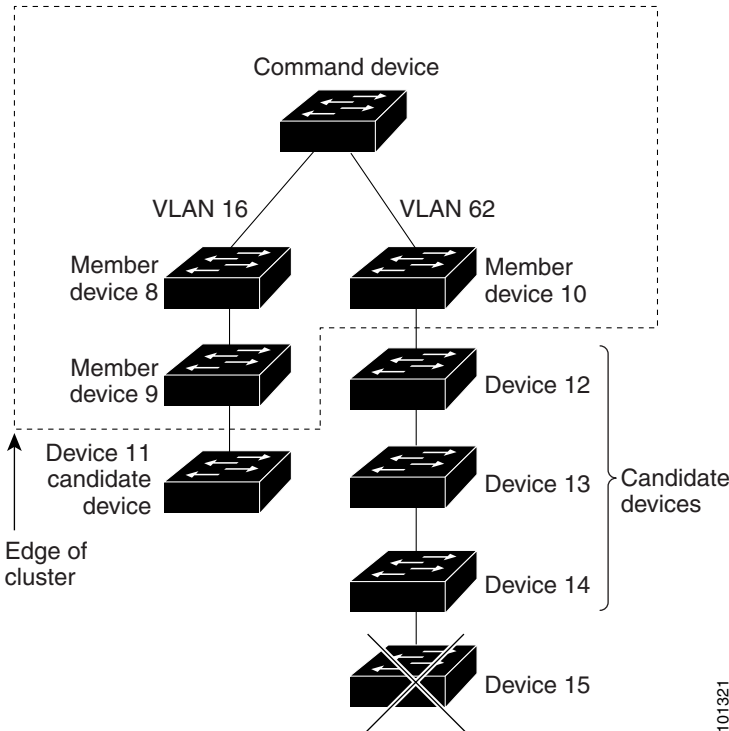 Command device
VLAN 16
VLAN 62
Member
device 8
Member
device 10
Member
device 9
Device 12
Device 11
candidate
device
Device 13
Candidate
devices
Edge of
cluster
Device 14
Device 15
101321